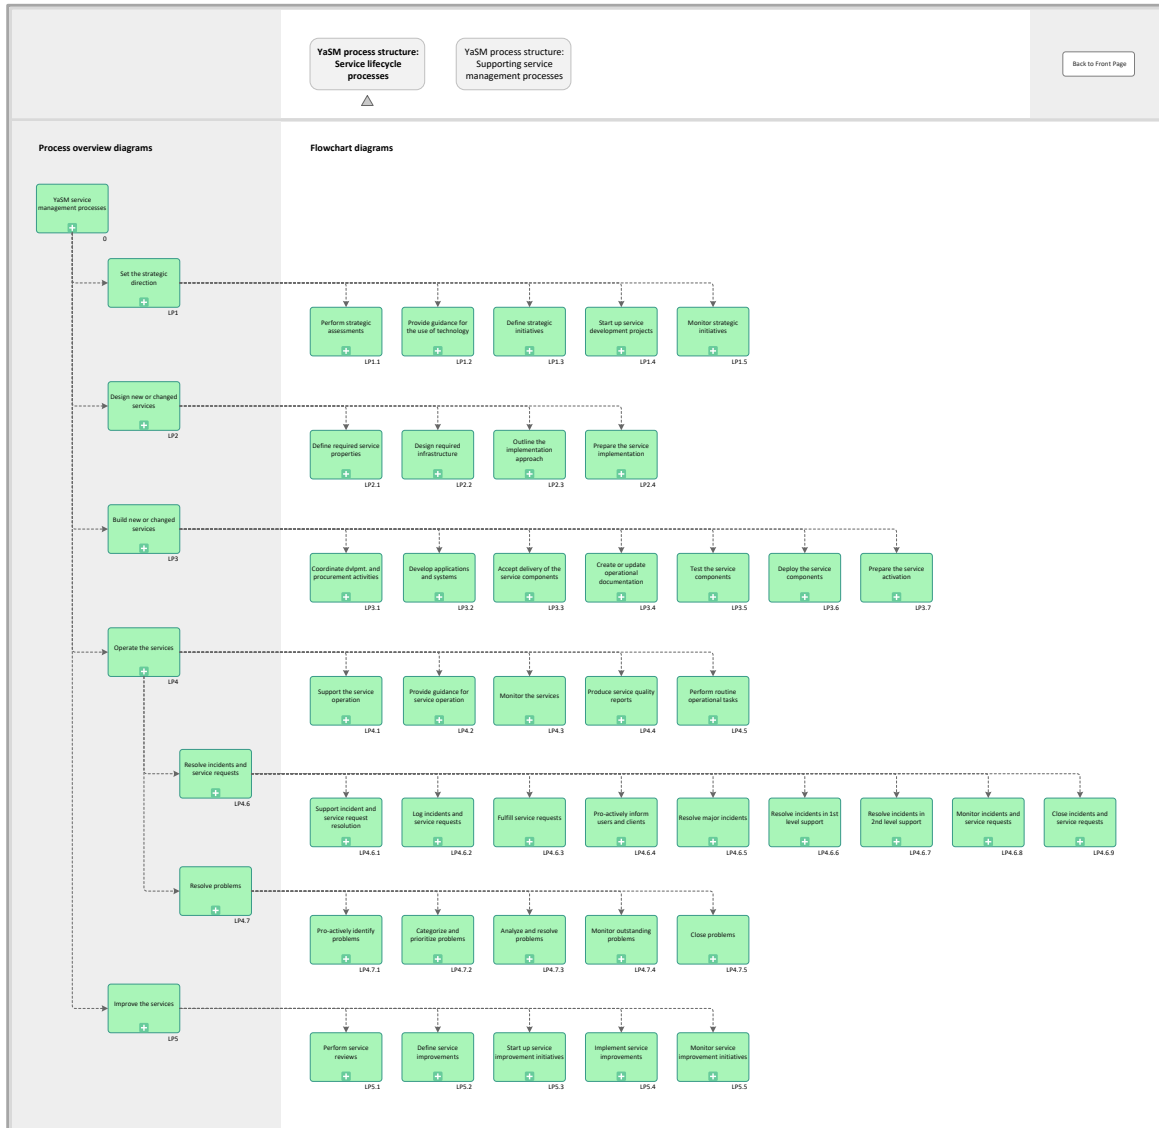 YaSM process structure:
Service lifecycle
processes
YaSM process structure:
Supporting service
management processes
Back to Front Page
Process overview diagrams
Flowchart diagrams
YaSM service
management processes
0
Set the strategic
direction
LP1
Perform strategic
assessments
LP1.1
Provide guidance for
the use of technology
LP1.2
Define strategic
initiatives
LP1.3
Start up service
development projects
LP1.4
Monitor strategic
initiatives
LP1.5
Design new or changed
services
LP2
Define required service
properties
LP2.1
Design required
infrastructure
LP2.2
Outline the
implementation
approach
LP2.3
Prepare the service
implementation
LP2.4
Build new or changed
services
LP3
Coordinate dvlpmt. and
procurement activities
LP3.1
Develop applications
and systems
LP3.2
Accept delivery of the
service components
LP3.3
Create or update
operational
documentation
LP3.4
Test the service
components
LP3.5
Deploy the service
components
LP3.6
Prepare the service
activation
LP3.7
Operate the services
LP4
Support the service
operation
LP4.1
Provide guidance for
service operation
LP4.2
Monitor the services
LP4.3
Produce service quality
reports
LP4.4
Perform routine
operational tasks
LP4.5
Resolve incidents and
service requests
LP4.6
Support incident and
service request
resolution
LP4.6.1
Log incidents and
service requests
LP4.6.2
Fulfill service requests
LP4.6.3
Pro-actively inform
users and clients
LP4.6.4
Resolve major incidents
LP4.6.5
Resolve incidents in 1st
level support
LP4.6.6
Resolve incidents in
2nd level support
LP4.6.7
Monitor incidents and
service requests
LP4.6.8
Close incidents and
service requests
LP4.6.9
Resolve problems
LP4.7
Pro-actively identify
problems
LP4.7.1
Categorize and
prioritize problems
LP4.7.2
Analyze and resolve
problems
LP4.7.3
Monitor outstanding
problems
LP4.7.4
Close problems
LP4.7.5
Improve the services
LP5
Perform service
reviews
LP5.1
Define service
improvements
LP5.2
Start up service
improvement initiatives
LP5.3
Implement service
improvements
LP5.4
Monitor service
improvement initiatives
LP5.5